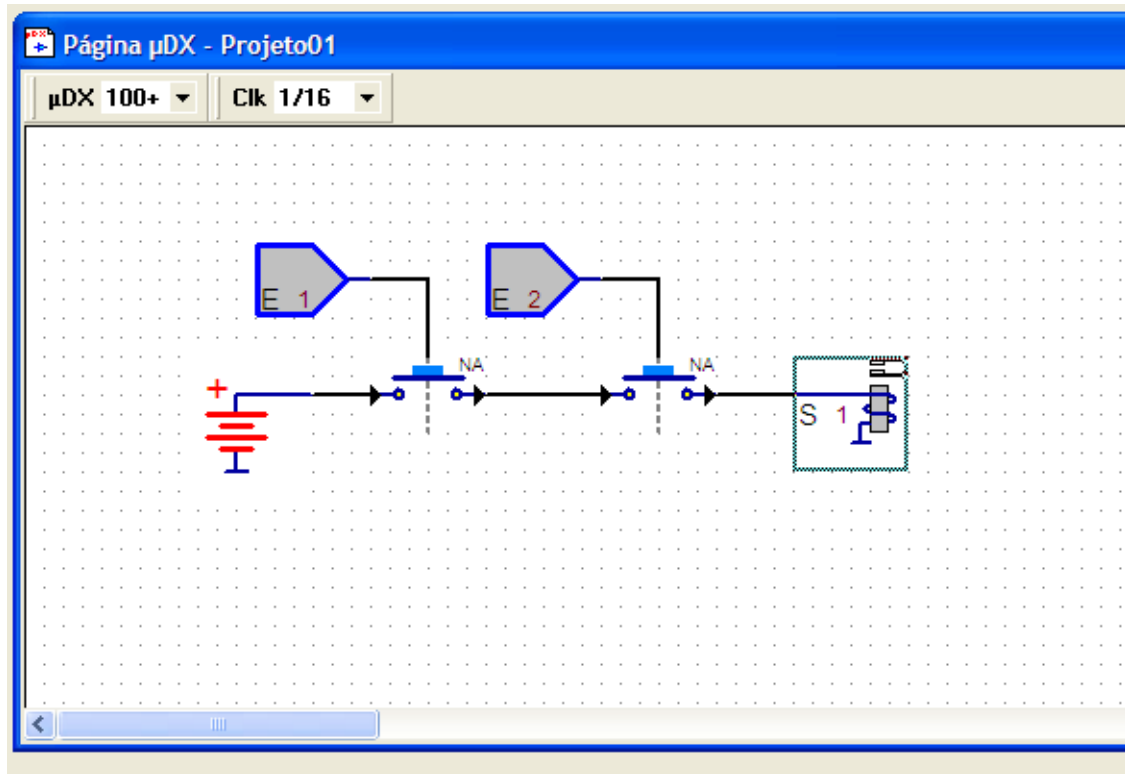 Página µDX - Projeto01
µDX 100+ Clk 1/16
E 1 E 2
NA NA
+
S 1